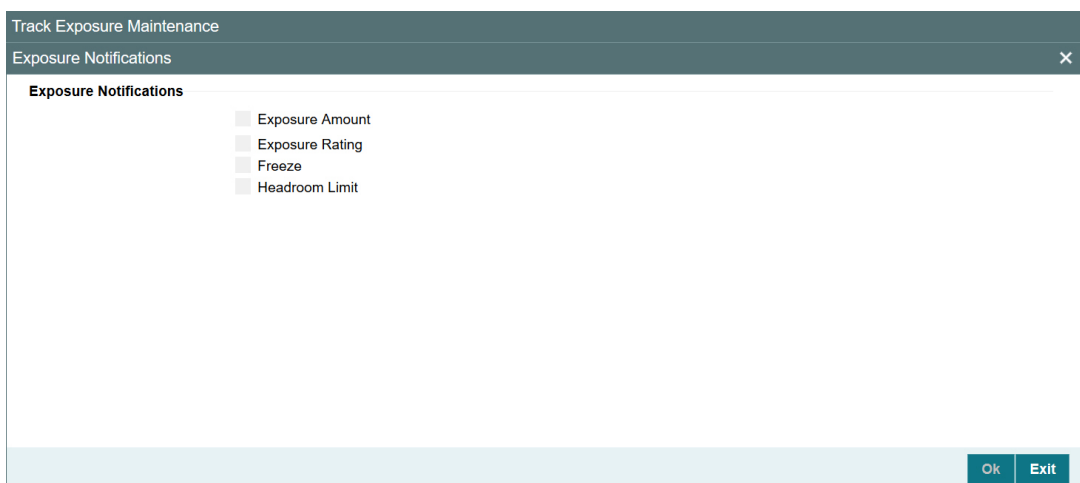 Track Exposure Maintenance
Exposure Notifications
Exposure Notifications
Exposure Amount
Exposure Rating
Freeze
Headroom Limit
Ok Exit